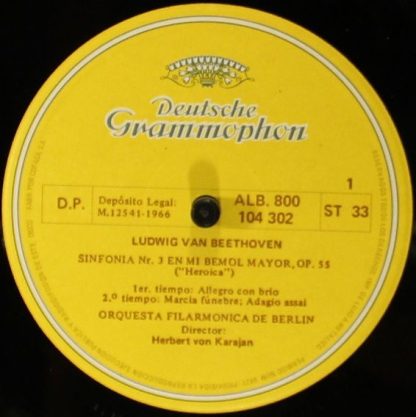 Deutsche
Grammophon
D.P.
Depósito Legal:
M.12541-1966
ALB. 800
104 302
1
ST 33
LUDWIG VAN BEETHOVEN
SINFONIA Nr. 3 EN MI BEMOL MAYOR, OP. 55
("Heroica")
1er. tiempo: Allegro con brio
2.º tiempo: Marcia fúnebre; Adagio assai
ORQUESTA FILARMONICA DE BERLIN
Director:
Herbert von Karajan